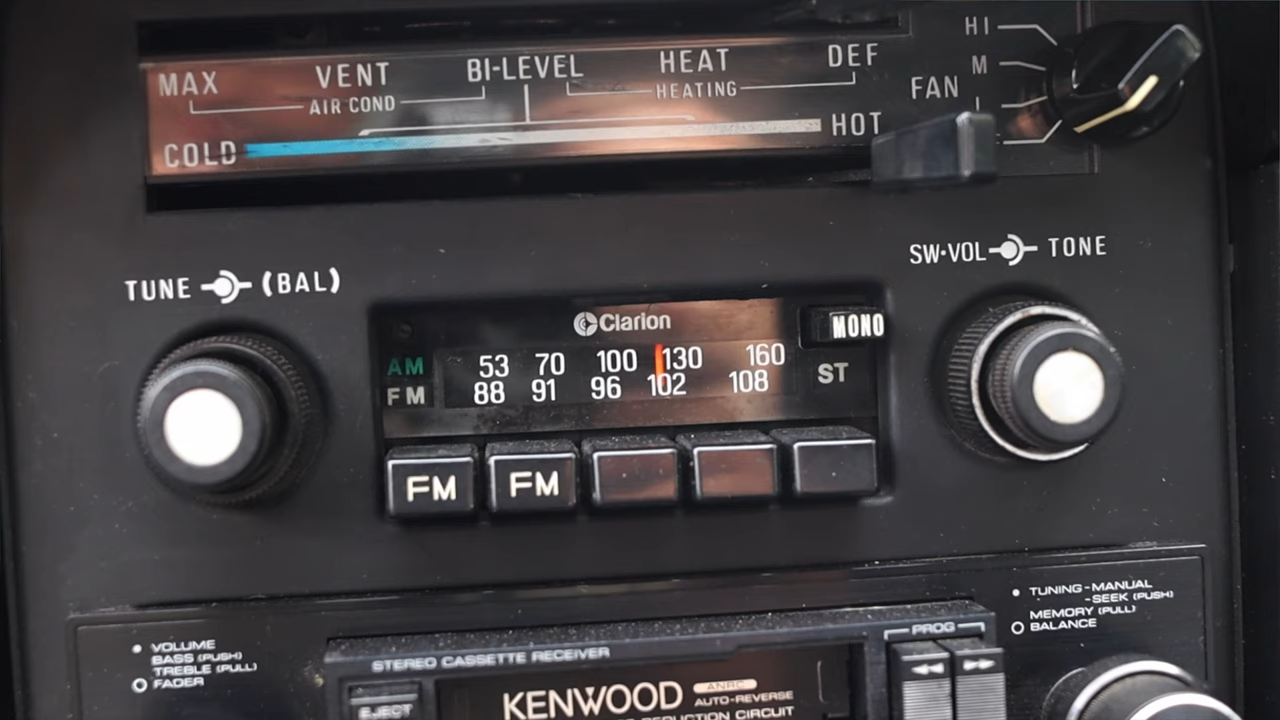 MAX VENT BI-LEVEL HEAT DEF
AIR COND HEATING
COLD HOT
FAN
HI
M
L
TUNE (BAL)
SW·VOL TONE
Clarion
MONO
AM 53 70 100 130 160
FM 88 91 96 102 108
ST
FM FM
VOLUME
BASS (PUSH)
TREBLE (PULL)
FADER
STEREO CASSETTE RECEIVER
EJECT
KENWOOD
ANRC
AUTO-REVERSE
REDUCTION CIRCUIT
PROG
TUNING-MANUAL
-SEEK (PUSH)
MEMORY (PULL)
BALANCE